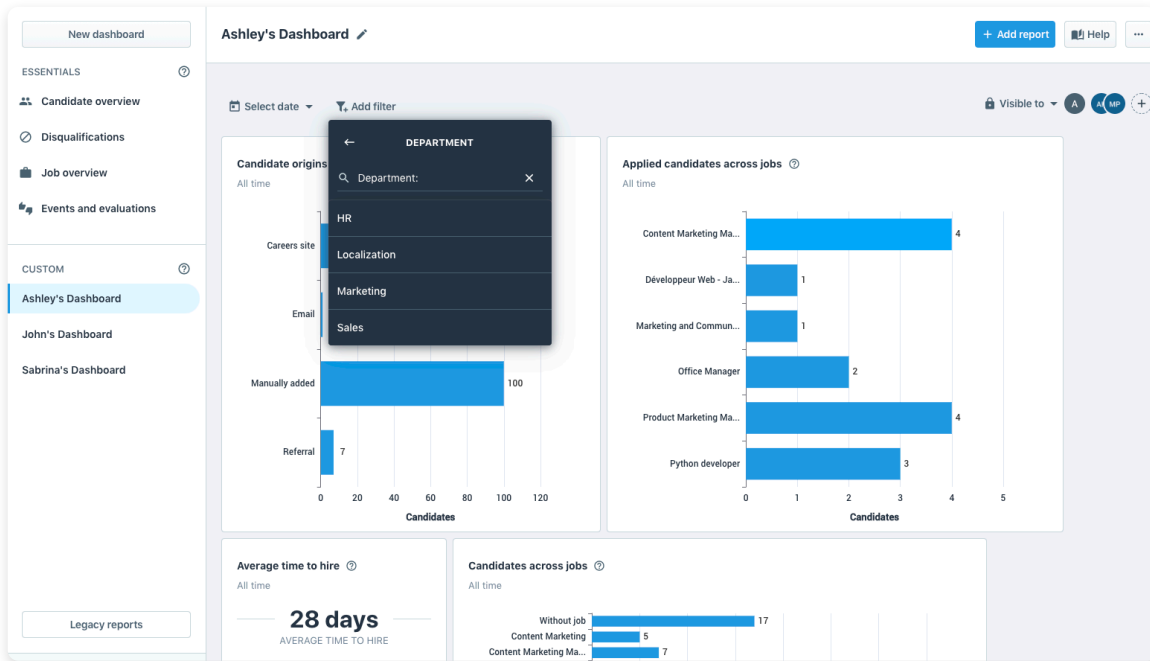 New dashboard
ESSENTIALS
Candidate overview
Disqualifications
Job overview
Events and evaluations
CUSTOM
Ashley's Dashboard
John's Dashboard
Sabrina's Dashboard
Legacy reports
Ashley's Dashboard
+ Add report
Help
Select date
Add filter
Visible to
A
MP
DEPARTMENT
Department:
HR
Localization
Marketing
Sales
Candidate origins
All time
Careers site
Email
Manually added
100
Referral
7
0 20 40 60 80 100 120
Candidates
Applied candidates across jobs
All time
Content Marketing Ma...
4
Développeur Web - Ja...
1
Marketing and Commun...
1
Office Manager
2
Product Marketing Ma...
4
Python developer
3
0 1 2 3 4 5
Candidates
Average time to hire
All time
28 days
AVERAGE TIME TO HIRE
Candidates across jobs
All time
Without job
17
Content Marketing
5
Content Marketing Ma...
7